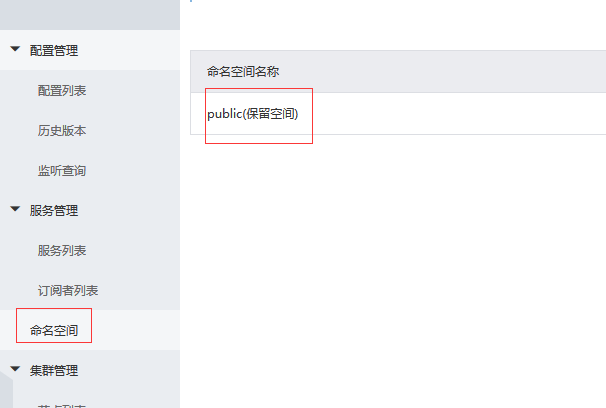 配置管理
配置列表
历史版本
监听查询
服务管理
服务列表
订阅者列表
命名空间
集群管理
命名空间名称
public(保留空间)